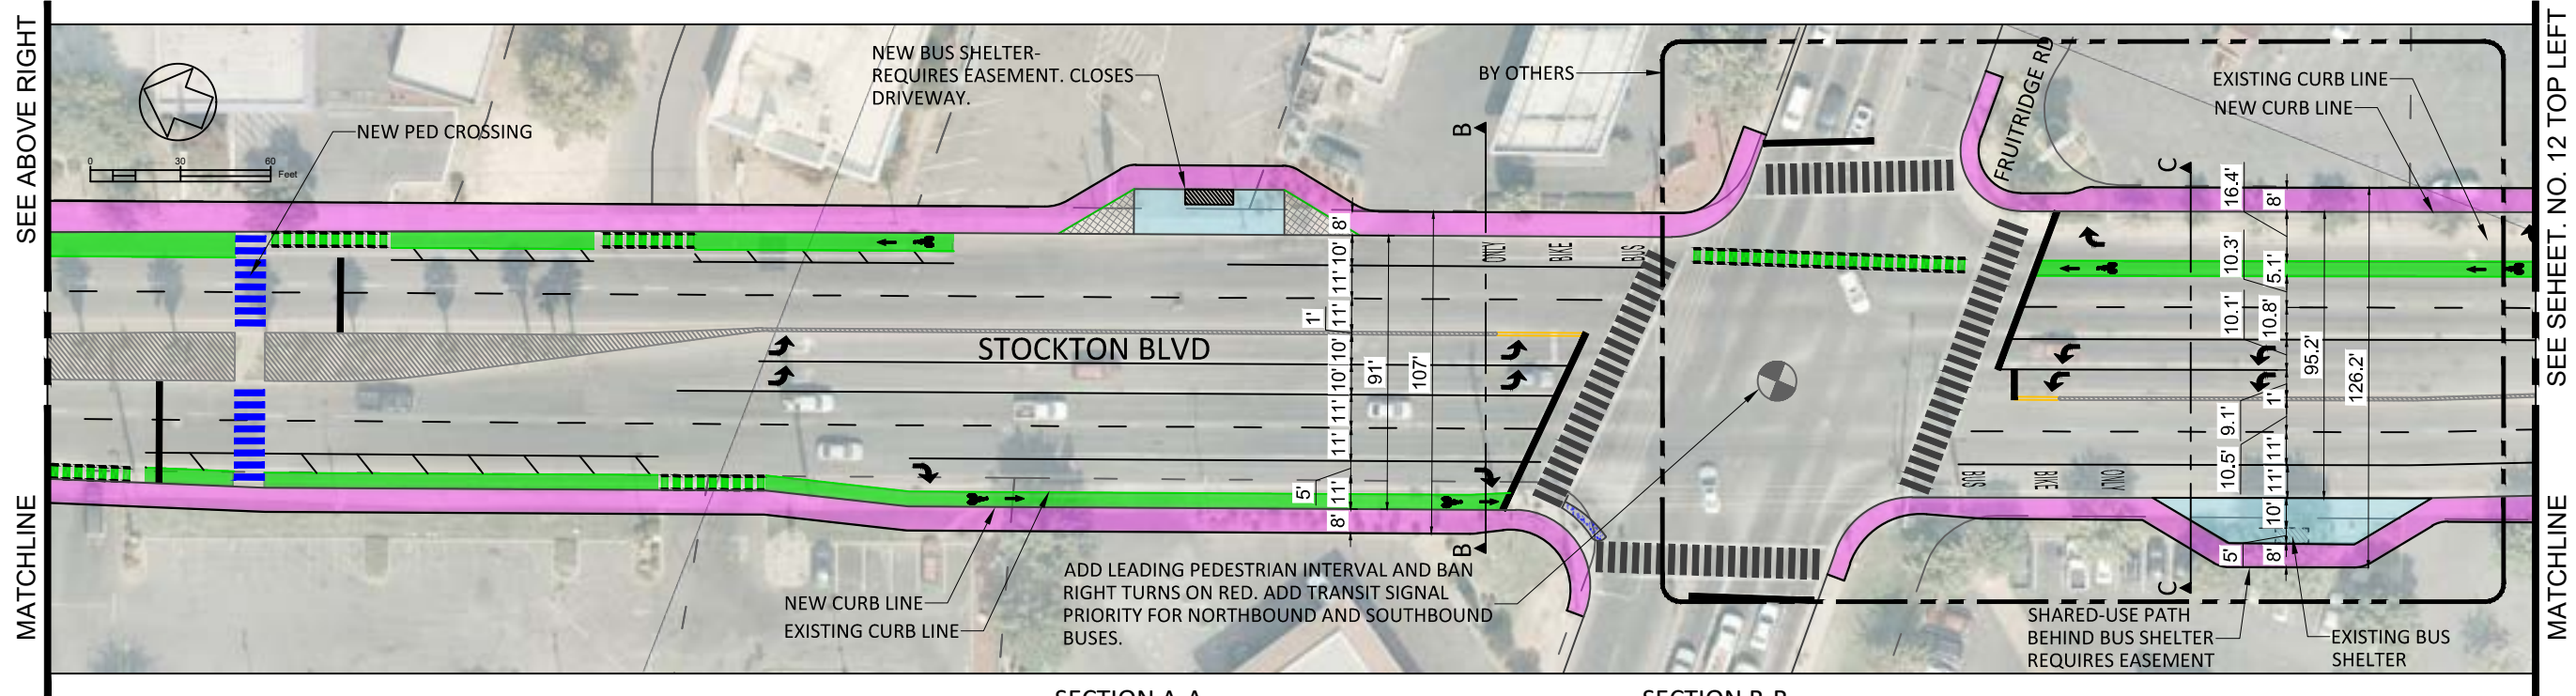 SEE ABOVE RIGHT
MATCHLINE
0 30 60
Feet
NEW PED CROSSING
NEW BUS SHELTER-
REQUIRES EASEMENT. CLOSES
DRIVEWAY.
BY OTHERS
B
FRUITRIDGE RD
EXISTING CURB LINE
NEW CURB LINE
C
SEE SEHEET. NO. 12 TOP LEFT
MATCHLINE
STOCKTON BLVD
ONLY
BIKE
BUS
8'
10'
11'
11'
1'
10'
10'
11'
11'
5'
11'
8'
91'
107'
16.4'
8'
10.3'
5.1'
10.1'
10.8'
95.2'
126.2'
1'
9.1'
11'
10.5'
11'
10'
5'
8'
BUS
BIKE
ONLY
B
C
NEW CURB LINE
EXISTING CURB LINE
ADD LEADING PEDESTRIAN INTERVAL AND BAN
RIGHT TURNS ON RED. ADD TRANSIT SIGNAL
PRIORITY FOR NORTHBOUND AND SOUTHBOUND
BUSES.
SHARED-USE PATH
BEHIND BUS SHELTER
REQUIRES EASEMENT
EXISTING BUS
SHELTER
SECTION A-A
SECTION B-B